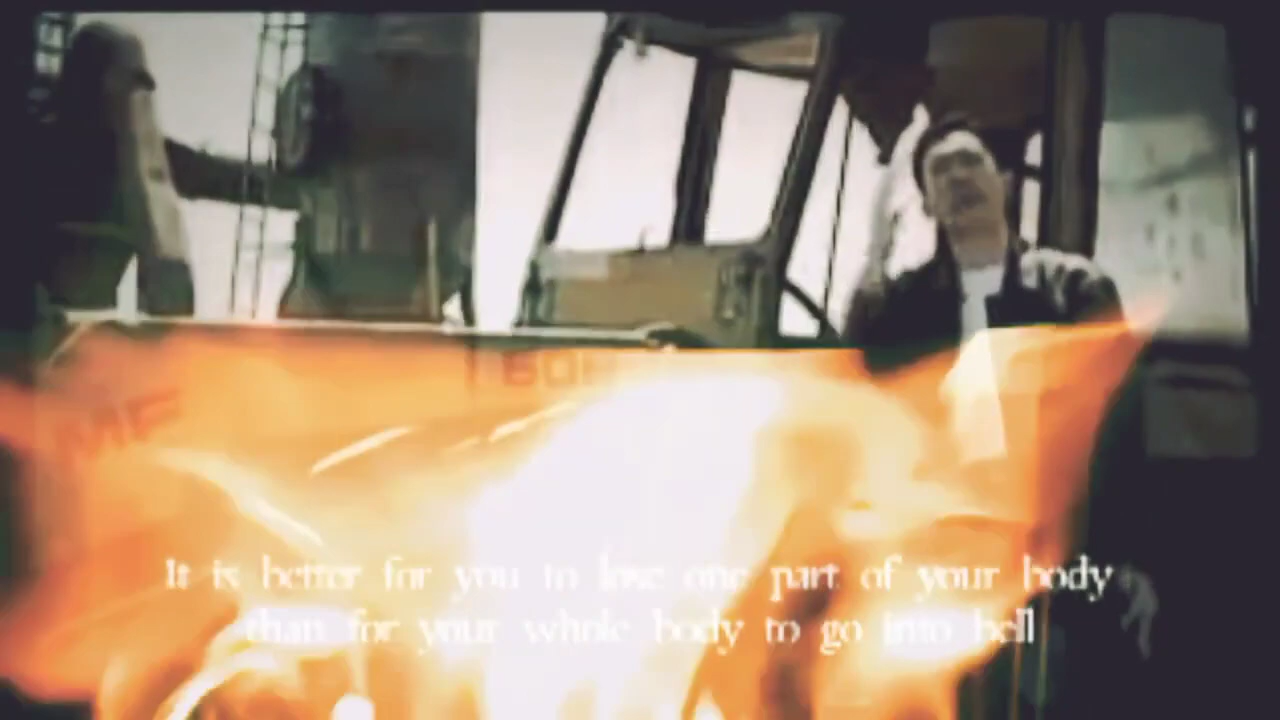 It is better for you to lose one part of your body
than for your whole body to go into hell